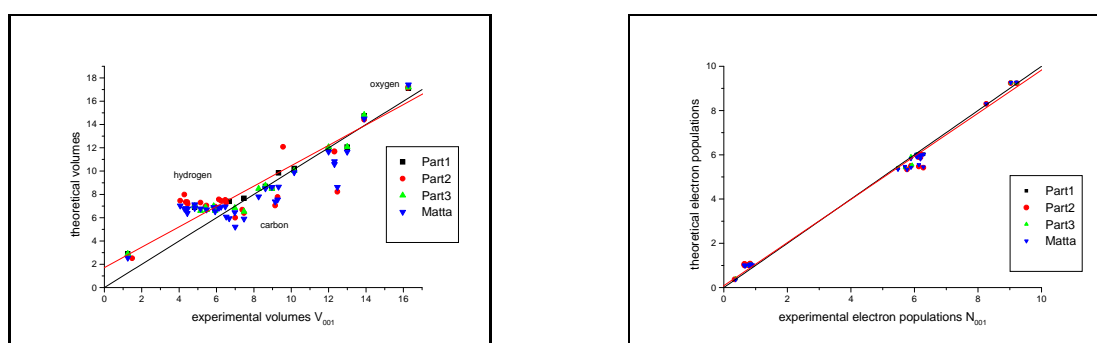 18
16
14
12
10
8
6
4
2
0
0 2 4 6 8 10 12 14 16
theoretical volumes
experimental volumes V001
oxygen
hydrogen
carbon
Part1
Part2
Part3
Matta
10
8
6
4
2
0
0 2 4 6 8 10
theoretical electron populations
experimental electron populations N001
Part1
Part2
Part3
Matta